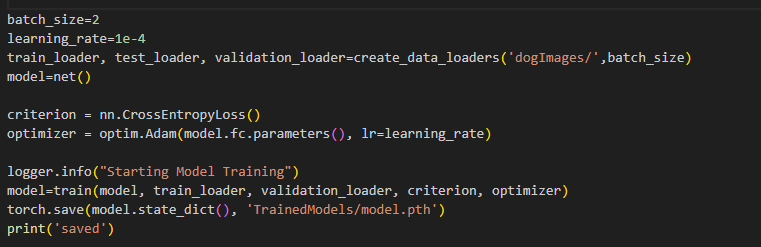 batch_size=2
learning_rate=1e-4
train_loader, test_loader, validation_loader=create_data_loaders('dogImages/',batch_size)
model=net()
criterion = nn.CrossEntropyLoss()
optimizer = optim.Adam(model.fc.parameters(), lr=learning_rate)
logger.info("Starting Model Training")
model=train(model, train_loader, validation_loader, criterion, optimizer)
torch.save(model.state_dict(), 'TrainedModels/model.pth')
print('saved')